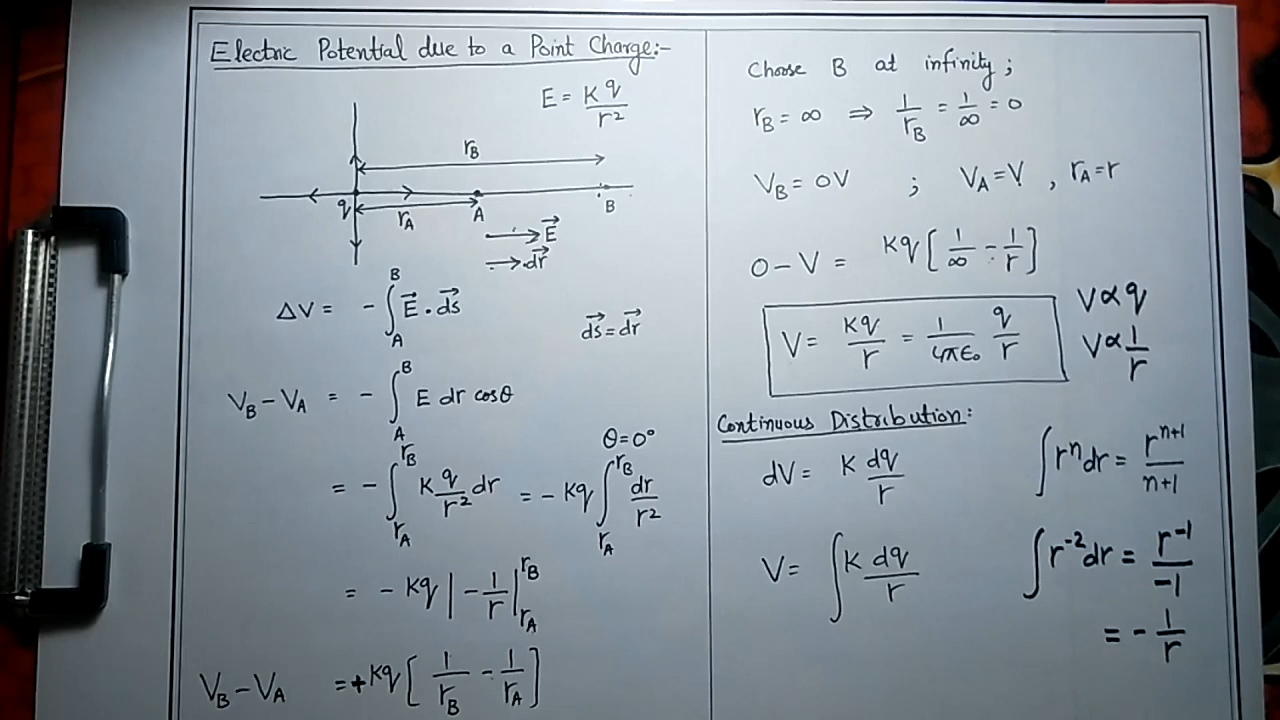 Electric Potential due to a Point Charge:-
E = K q/r²
r_B
q r_A A B
→E
→dr
ΔV = - ∫_A^B →E . →ds
→ds = →dr
V_B - V_A = - ∫_A^B E dr cosθ
θ = 0°
= - ∫_{r_A}^{r_B} K q/r² dr = - Kq ∫_{r_A}^{r_B} dr/r²
= - Kq |- 1/r|_{r_A}^{r_B}
V_B - V_A = + Kq [1/r_B - 1/r_A]
Choose B at infinity ;
r_B = ∞ ⇒ 1/r_B = 1/∞ = 0
V_B = 0V ; V_A = V , r_A = r
0 - V = Kq [1/∞ - 1/r]
V = Kq/r = 1/4πε₀ q/r
V ∝ q
V ∝ 1/r
Continuous Distribution:
dV = K dq/r
V = ∫ K dq/r
∫ rⁿ dr = r^{n+1}/n+1
∫ r⁻² dr = r⁻¹/-1
= - 1/r